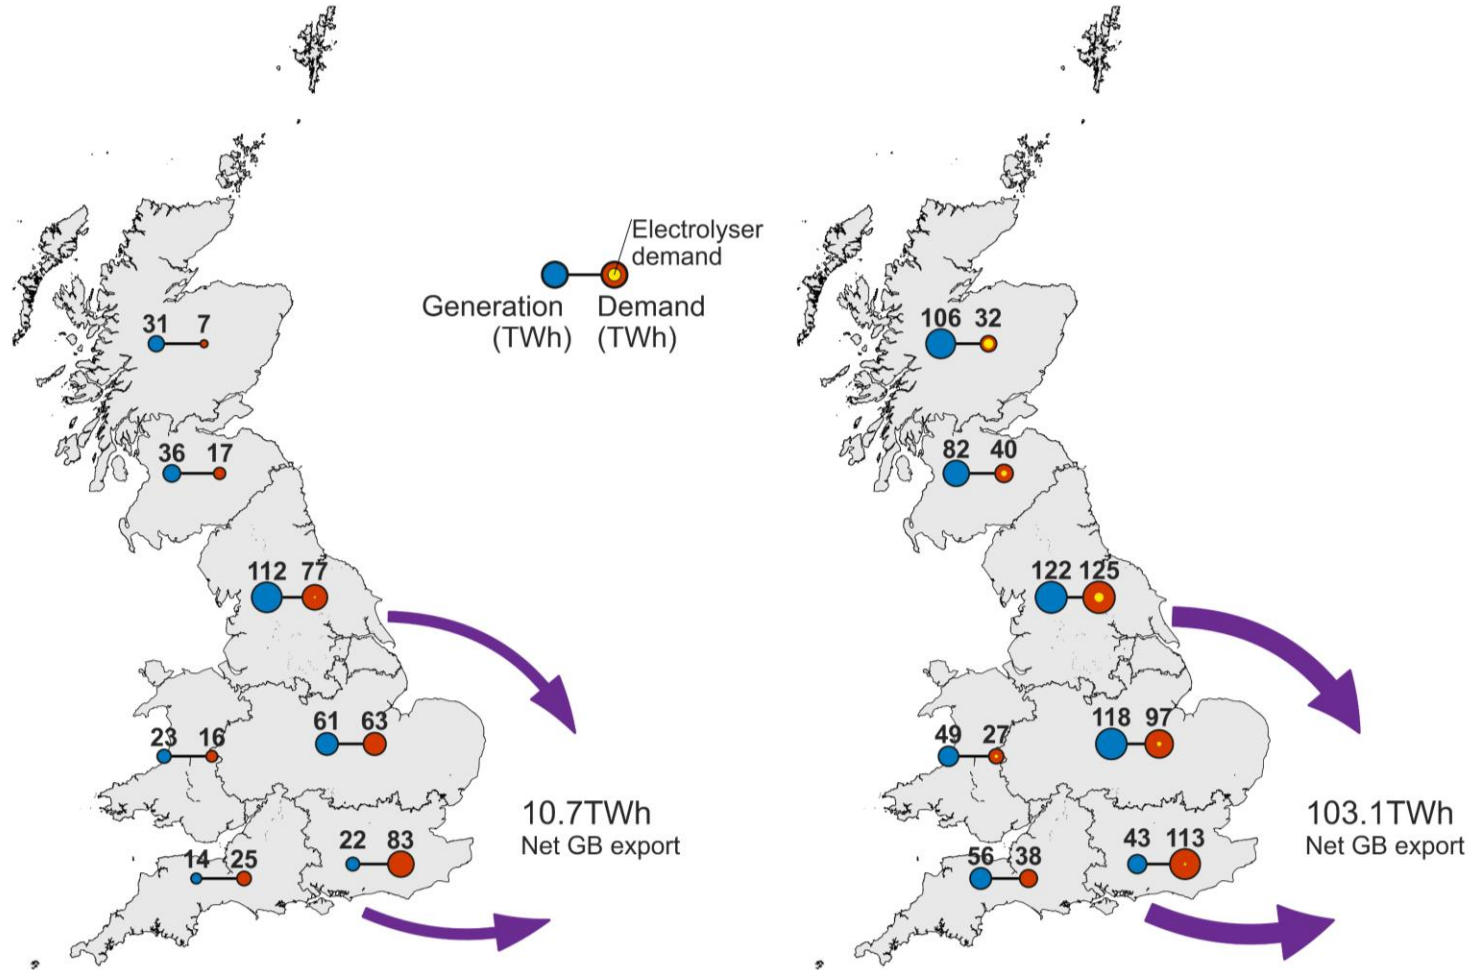 Electrolyser
demand
Generation Demand
(TWh) (TWh)
31 7
36 17
112 77
61 63
23 16
22 83
14 25
10.7TWh
Net GB export
106 32
82 40
122 125
118 97
49 27
43 113
56 38
103.1TWh
Net GB export